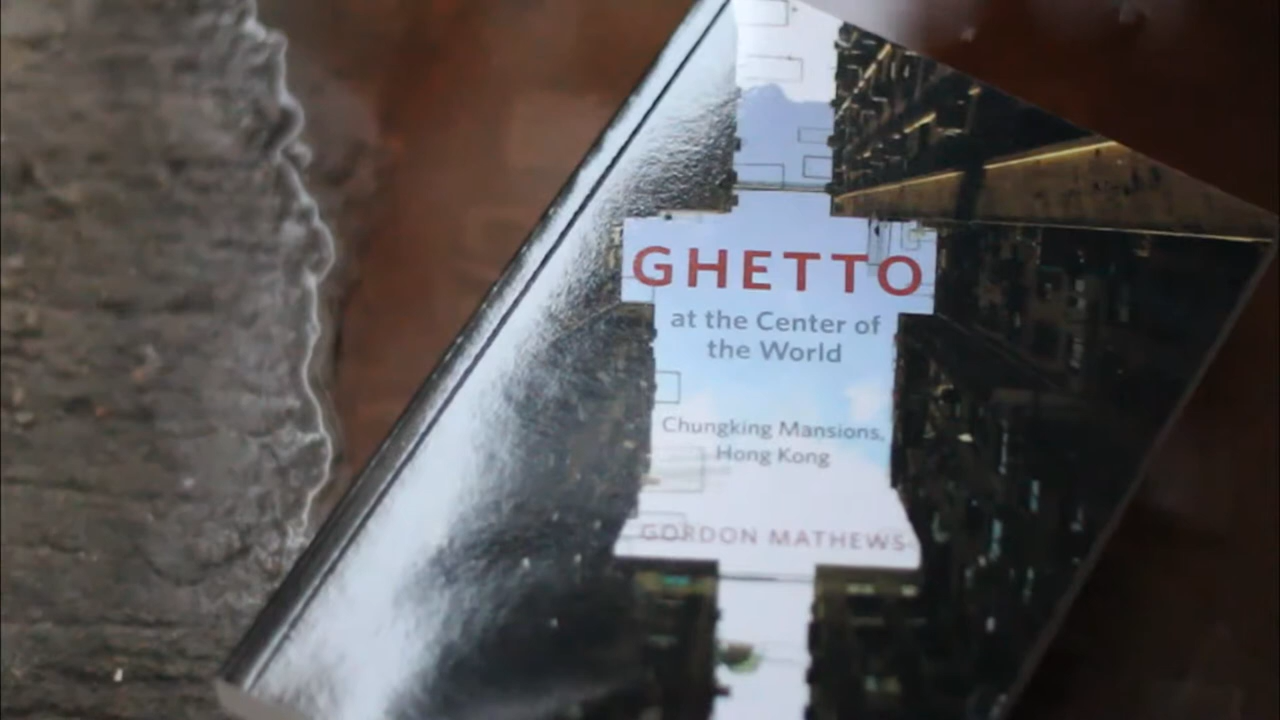 GHETTO
at the Center of
the World
Chungking Mansions,
Hong Kong
GORDON MATHEWS